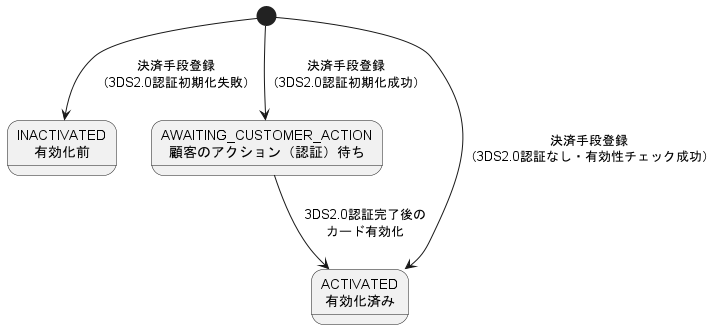 決済手段登録
（3DS2.0認証初期化失敗）
決済手段登録
（3DS2.0認証初期化成功）
INACTIVATED
有効化前
AWAITING_CUSTOMER_ACTION
顧客のアクション（認証）待ち
決済手段登録
（3DS2.0認証なし・有効性チェック成功）
3DS2.0認証完了後の
カード有効化
ACTIVATED
有効化済み